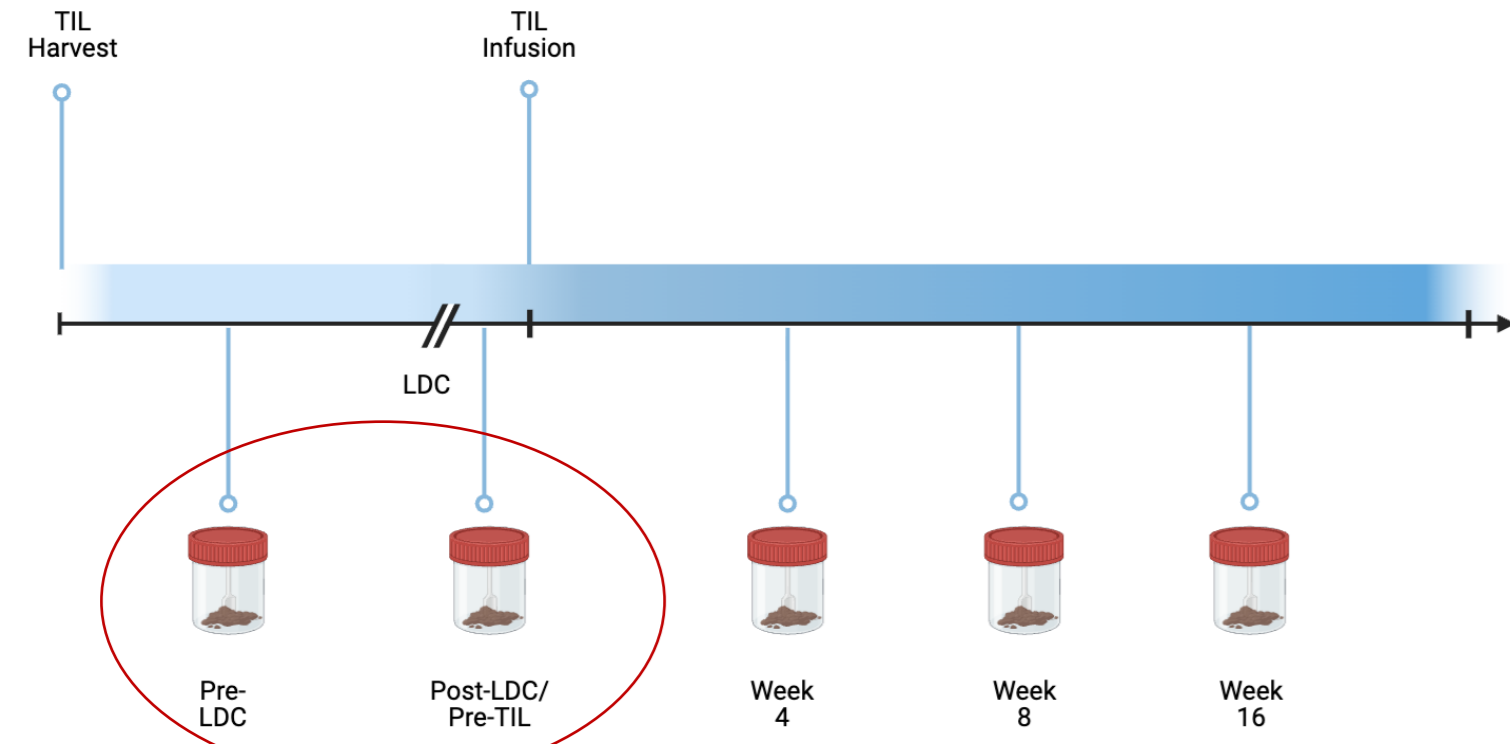 TIL
Harvest
TIL
Infusion
LDC
Pre-
LDC
Post-LDC/
Pre-TIL
Week
4
Week
8
Week
16